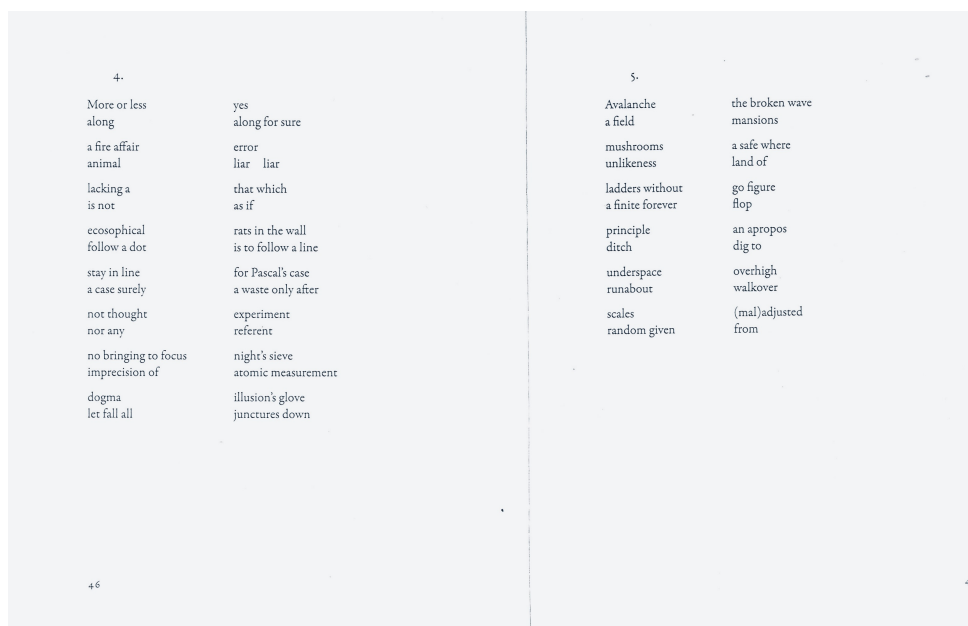 4.
More or less yes
along along for sure
a fire affair error
animal liar liar
lacking a that which
is not as if
ecosophical rats in the wall
follow a dot is to follow a line
stay in line for Pascal's case
a case surely a waste only after
not thought experiment
nor any referent
no bringing to focus night's sieve
imprecision of atomic measurement
dogma illusion's glove
let fall all junctures down
46
5.
Avalanche the broken wave
a field mansions
mushrooms a safe where
unlikeness land of
ladders without go figure
a finite forever flop
principle an apropos
ditch dig to
underspace overhigh
runabout walkover
scales (mal)adjusted
random given from